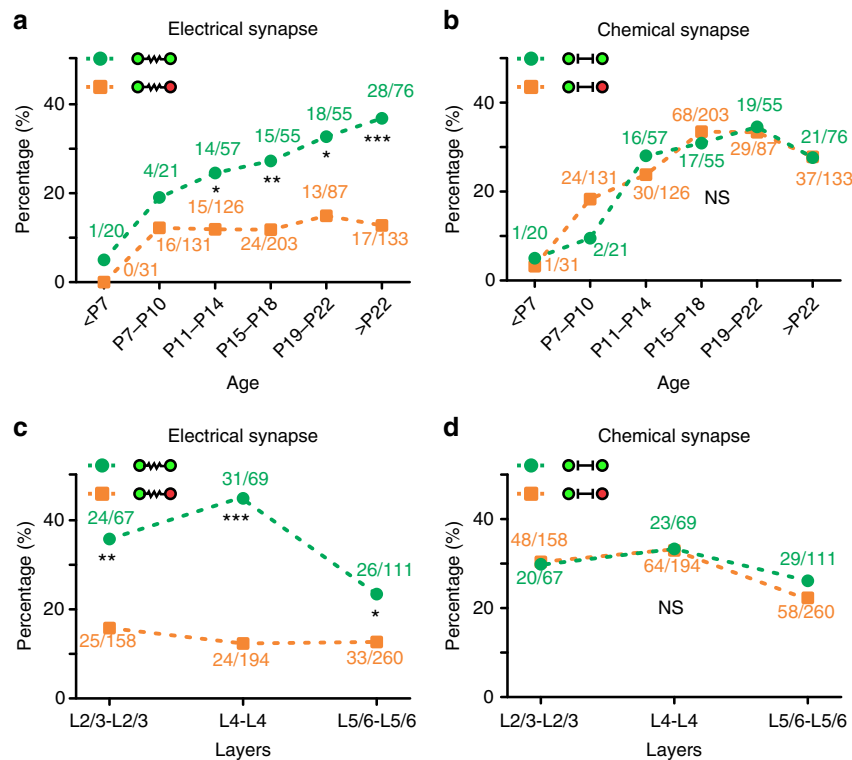 a
Electrical synapse
Percentage (%)
40
20
0
1/20
4/21
14/57
15/55
18/55
28/76
*
**
*
***
0/31
16/131
15/126
24/203
13/87
17/133
<P7
P7–P10
P11–P14
P15–P18
P19–P22
>P22
Age
b
Chemical synapse
Percentage (%)
40
20
0
1/20
2/21
16/57
17/55
19/55
21/76
1/31
24/131
30/126
68/203
29/87
37/133
NS
<P7
P7–P10
P11–P14
P15–P18
P19–P22
>P22
Age
c
Electrical synapse
Percentage (%)
40
20
0
24/67
31/69
26/111
**
***
*
25/158
24/194
33/260
L2/3-L2/3
L4-L4
L5/6-L5/6
Layers
d
Chemical synapse
Percentage (%)
40
20
0
48/158
20/67
23/69
64/194
29/111
58/260
NS
L2/3-L2/3
L4-L4
L5/6-L5/6
Layers